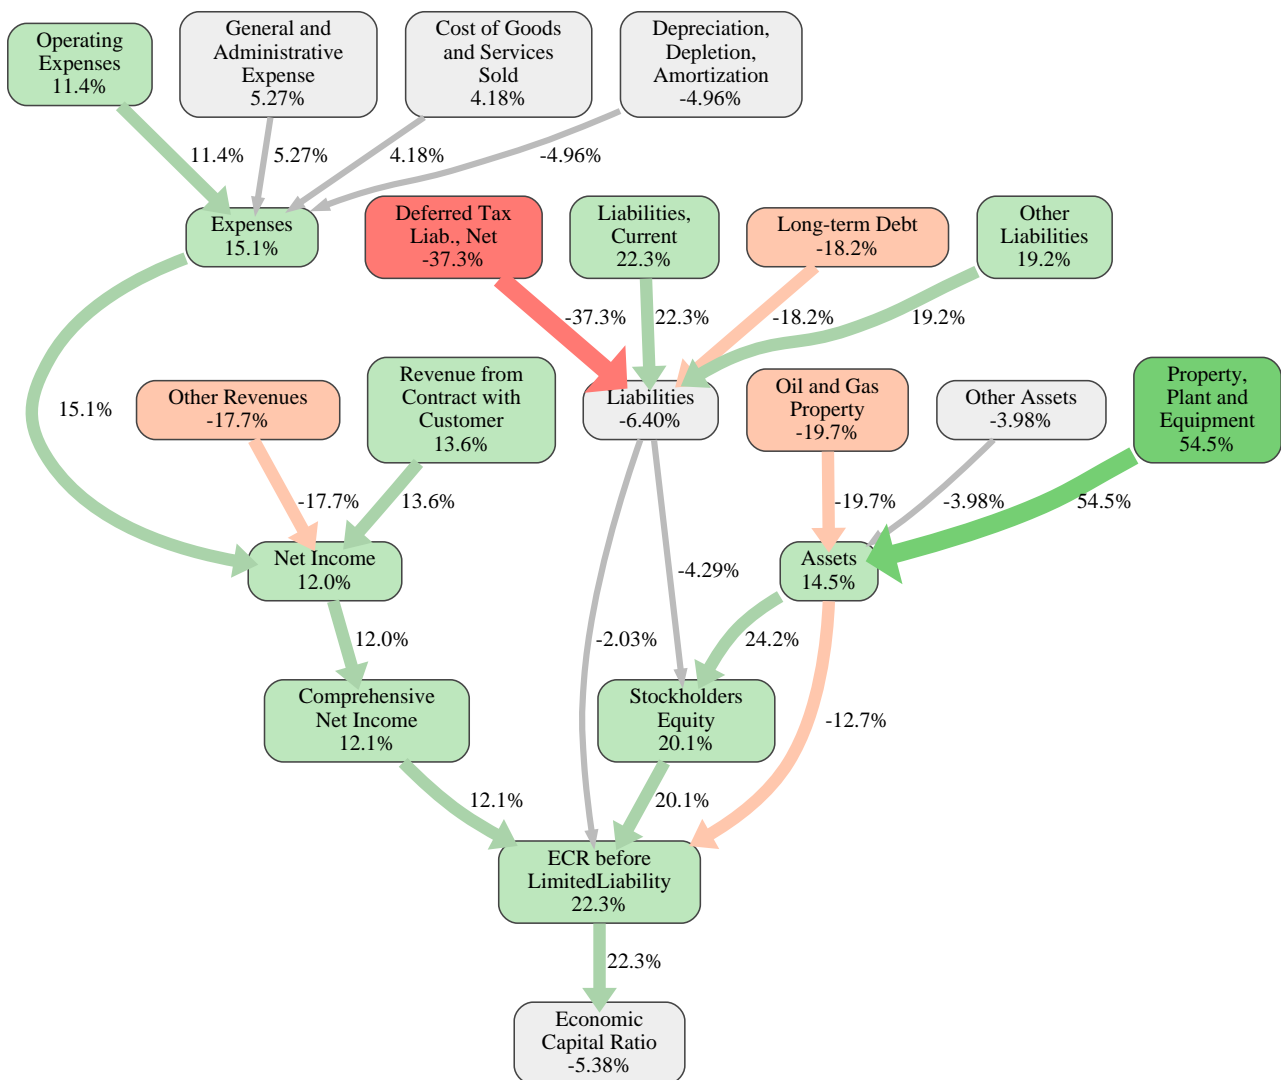 Operating
Expenses
11.4%
General and
Administrative
Expense
5.27%
Cost of Goods
and Services
Sold
4.18%
Depreciation,
Depletion,
Amortization
-4.96%
11.4%
5.27%
4.18%
-4.96%
Expenses
15.1%
Deferred Tax
Liab., Net
-37.3%
Liabilities,
Current
22.3%
Long-term Debt
-18.2%
Other
Liabilities
19.2%
-37.3%
22.3%
-18.2%
19.2%
15.1%
Other Revenues
-17.7%
Revenue from
Contract with
Customer
13.6%
Liabilities
-6.40%
Oil and Gas
Property
-19.7%
Other Assets
-3.98%
Property,
Plant and
Equipment
54.5%
-17.7%
13.6%
-19.7%
-3.98%
54.5%
Net Income
12.0%
-4.29%
Assets
14.5%
12.0%
-2.03%
24.2%
Comprehensive
Net Income
12.1%
Stockholders
Equity
20.1%
-12.7%
12.1%
20.1%
ECR before
LimitedLiability
22.3%
22.3%
Economic
Capital Ratio
-5.38%